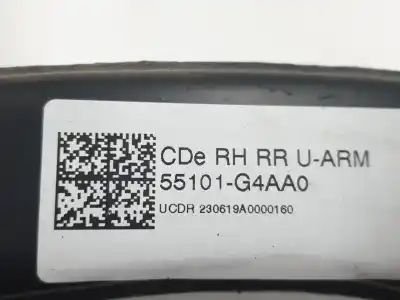 CDe RH RR U-ARM
55101-G4AA0
UCDR 230619A0000160